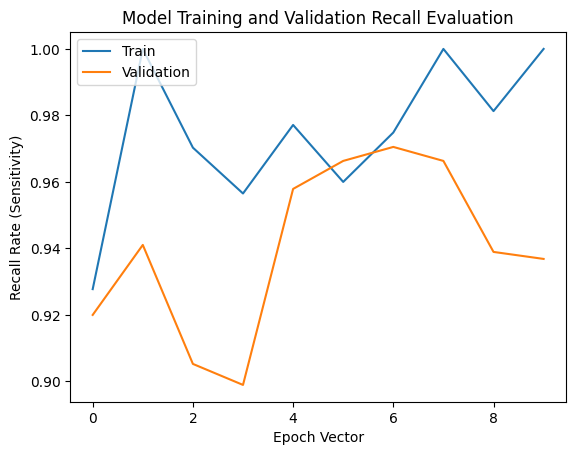 Model Training and Validation Recall Evaluation
Train
Validation
Recall Rate (Sensitivity)
1.00
0.98
0.96
0.94
0.92
0.90
0
2
4
6
8
Epoch Vector